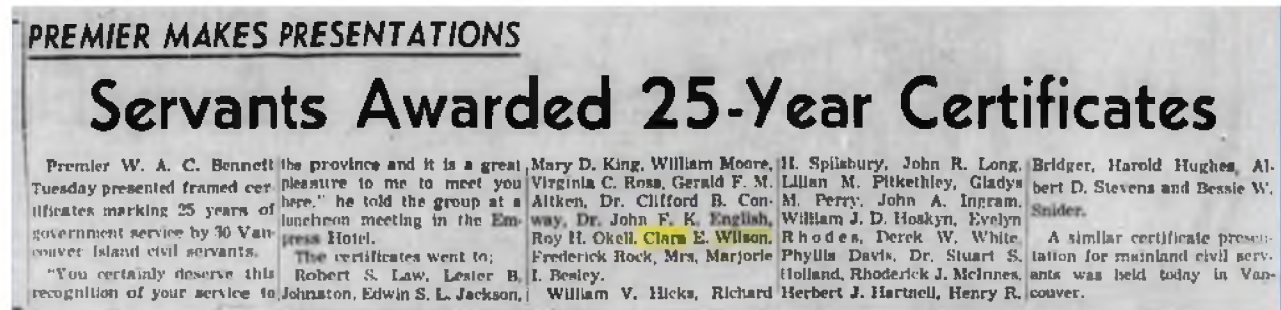 PREMIER MAKES PRESENTATIONS
Servants Awarded 25-Year Certificates
Premier W. A. C. Bennett
Tuesday presented framed cer-
tificates marking 25 years of
government service by 30 Van-
couver Island civil servants.
"You certainly deserve this
recognition of your service to
the province and it is a great
pleasure to me to meet you
here," he told the group at a
luncheon meeting in the Em-
press Hotel.
The certificates went to;
Robert S. Law, Lester B.
Johnston, Edwin S. L. Jackson,
Mary D. King, William Moore,
Virginia C. Ross, Gerald F. M.
Aitken, Dr. Clifford B. Con-
way, Dr. John F. K. English,
Roy H. Okell, Clara E. Wilson,
Frederick Rock, Mrs, Marjorie
I. Besley.
William V. Hicks, Richard
H. Spilsbury, John R. Long,
Lilian M. Pitkethley, Gladys
M. Perry, John A. Ingram,
William J. D. Hoskyn, Evelyn
Rhodes, Derek W. White,
Phyllis Davis, Dr. Stuart S.
Holland, Rhoderick J. McInnes,
Herbert J. Hartnell, Henry R.
Bridger, Harold Hughes, Al-
bert D. Stevens and Bessie W.
Snider.
A similar certificate presen-
tation for mainland civil serv-
ants was held today in Van-
couver.